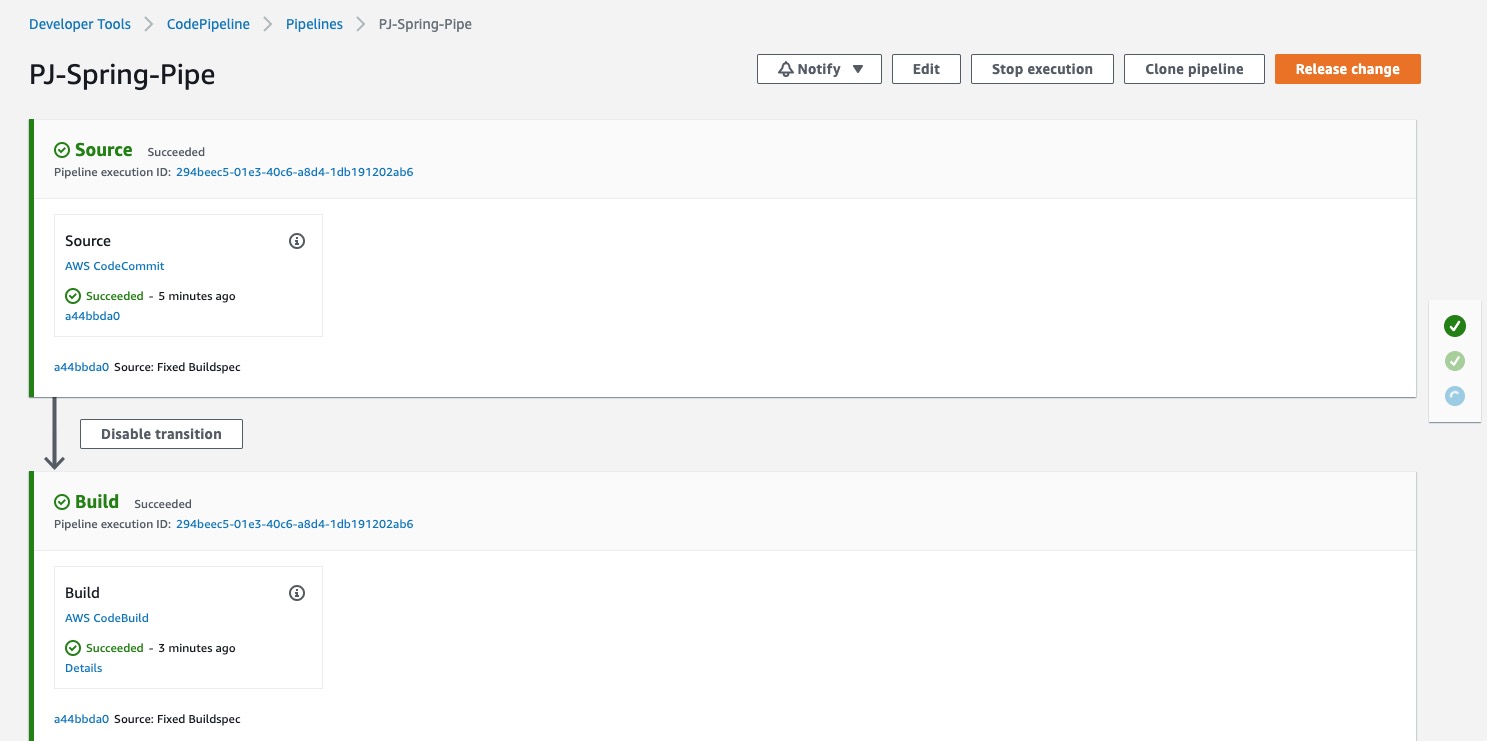 Developer Tools > CodePipeline > Pipelines > PJ-Spring-Pipe
PJ-Spring-Pipe
Notify ▼ Edit Stop execution Clone pipeline Release change
Source Succeeded
Pipeline execution ID: 294beec5-01e3-40c6-a8d4-1db191202ab6
Source
AWS CodeCommit
Succeeded - 5 minutes ago
a44bbda0
a44bbda0 Source: Fixed Buildspec
Disable transition
Build Succeeded
Pipeline execution ID: 294beec5-01e3-40c6-a8d4-1db191202ab6
Build
AWS CodeBuild
Succeeded - 3 minutes ago
Details
a44bbda0 Source: Fixed Buildspec